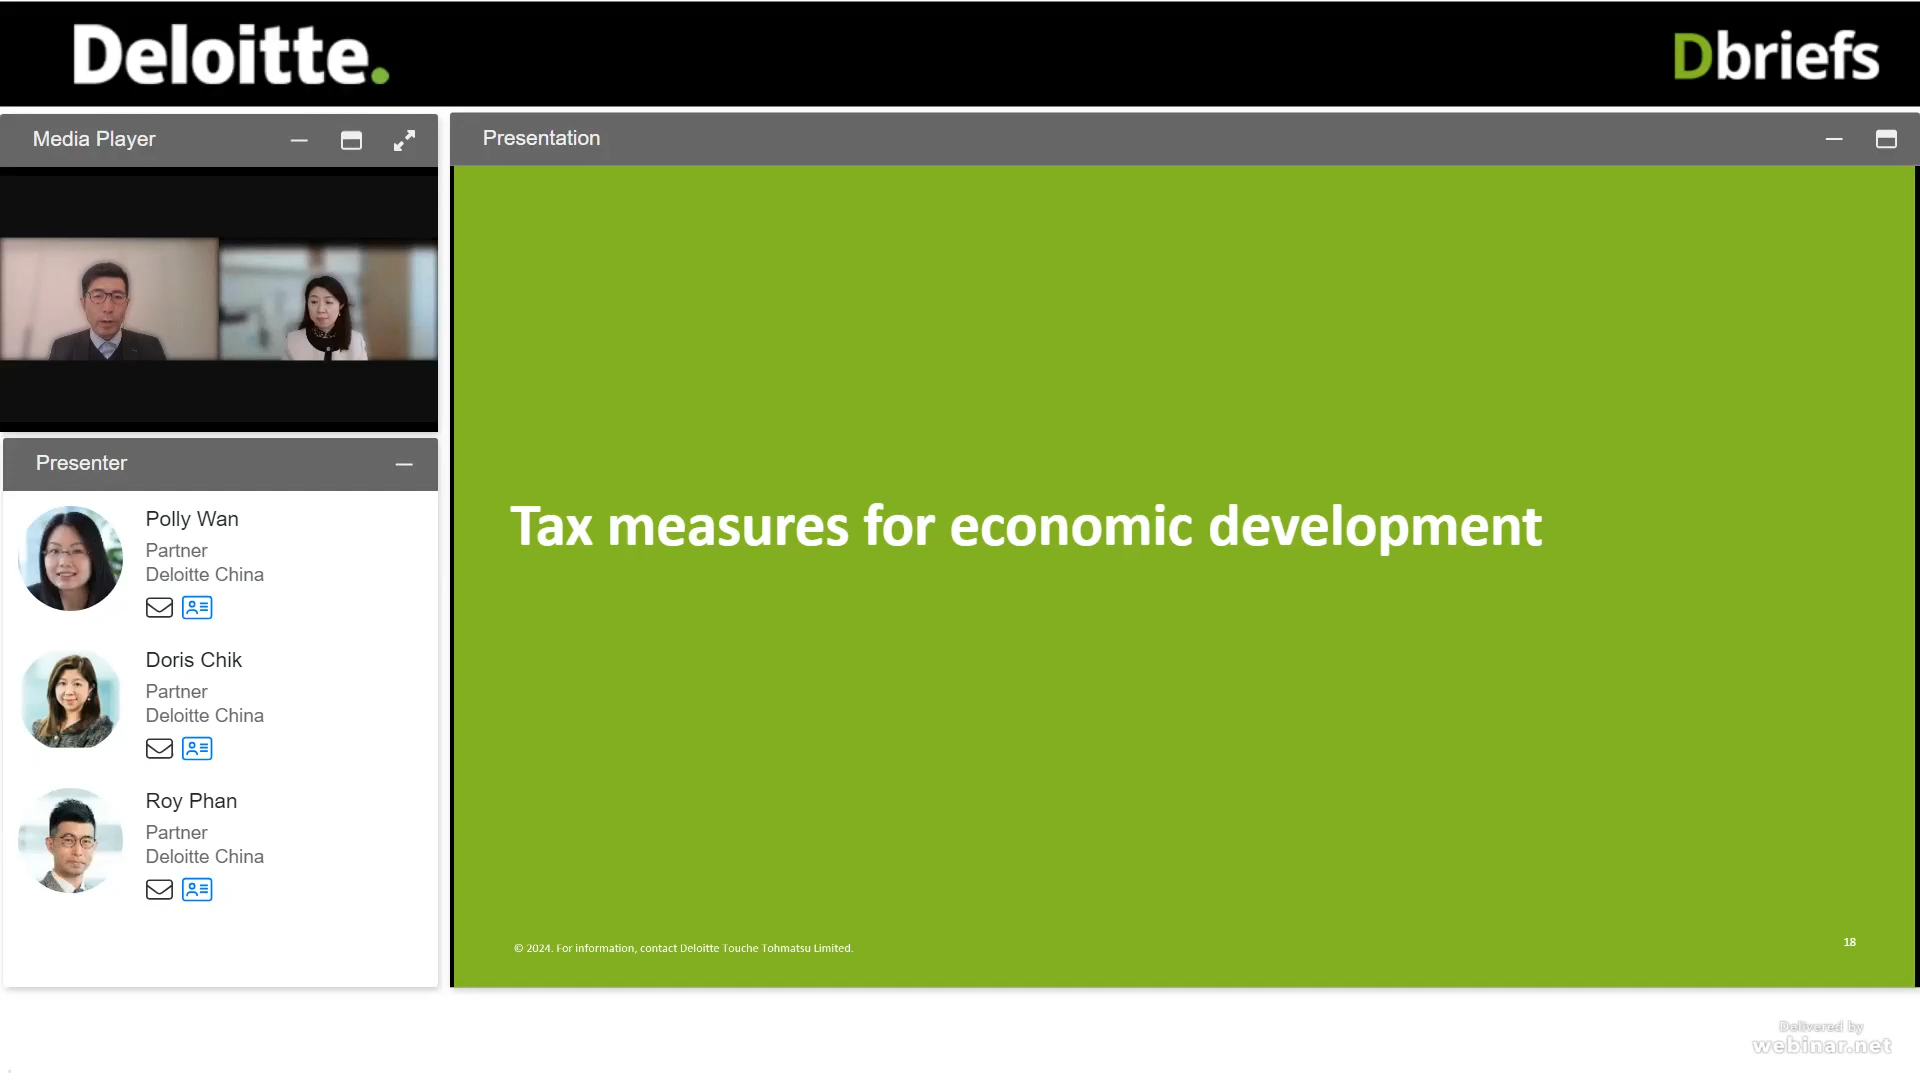 Deloitte.
Dbriefs
Media Player
Presentation
Presenter
Polly Wan
Partner
Deloitte China
Doris Chik
Partner
Deloitte China
Roy Phan
Partner
Deloitte China
Tax measures for economic development
© 2024. For information, contact Deloitte Touche Tohmatsu Limited.
18
Delivered by
webinar.net